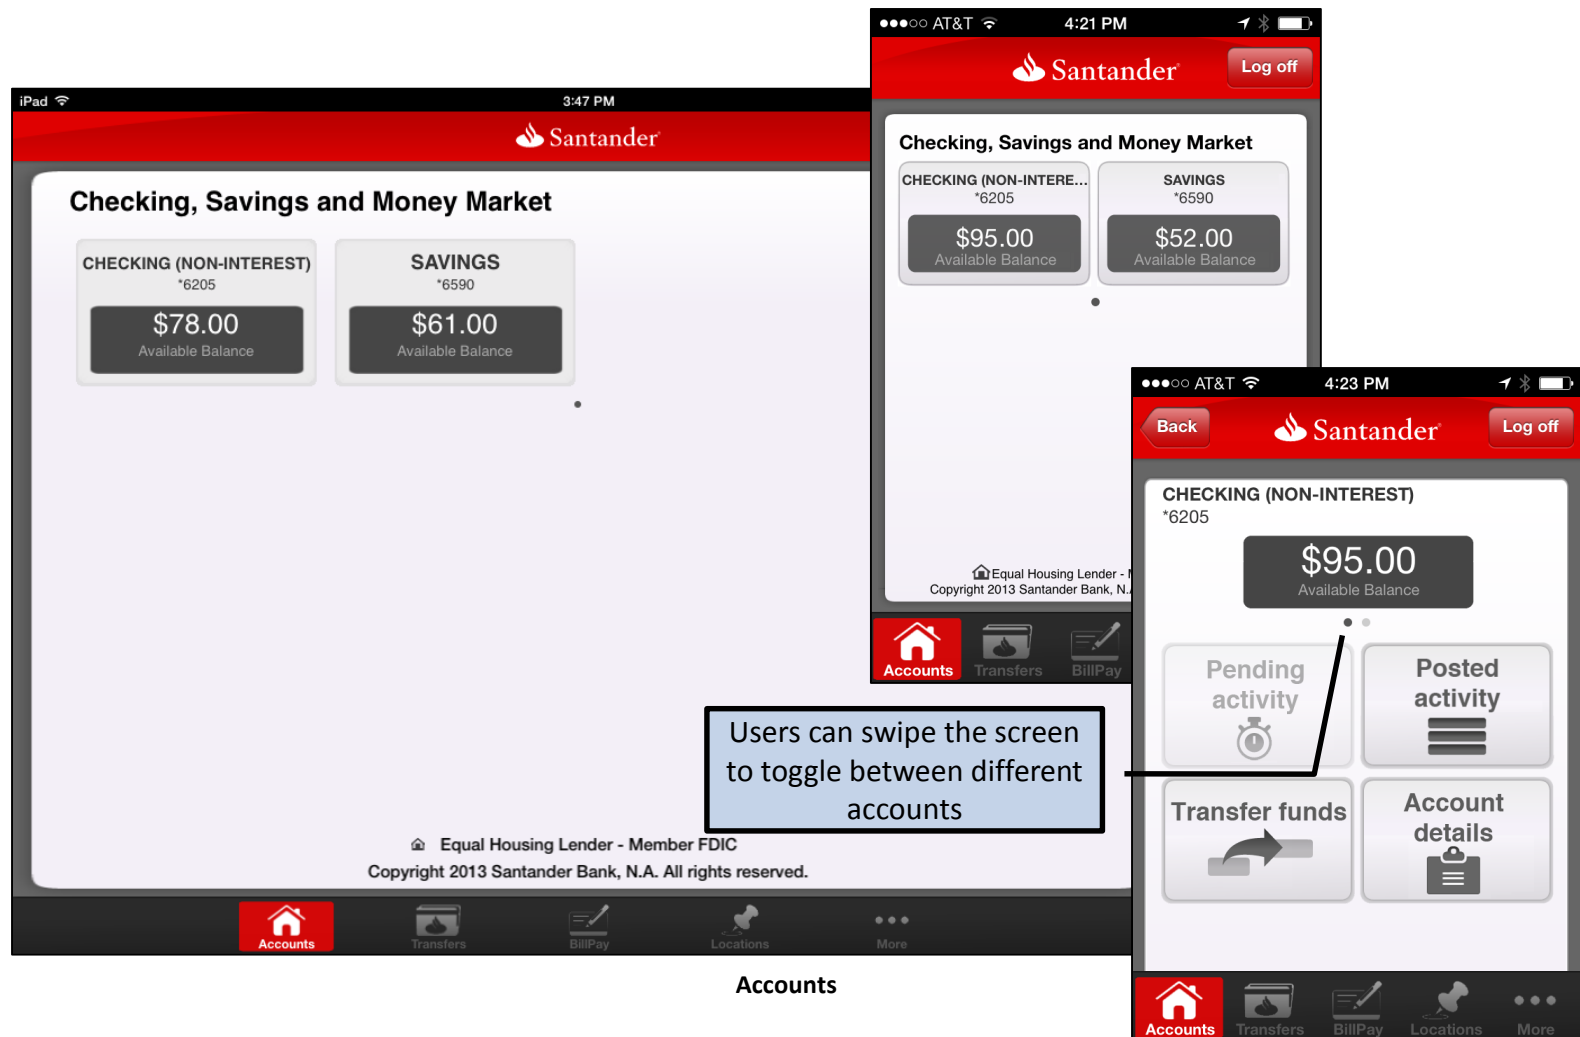 iPad
3:47 PM
Santander
Checking, Savings and Money Market
CHECKING (NON-INTEREST)
*6205
$78.00
Available Balance
SAVINGS
*6590
$61.00
Available Balance
Equal Housing Lender - Member FDIC
Copyright 2013 Santander Bank, N.A. All rights reserved.
Accounts
Transfers
BillPay
Locations
More
AT&T
4:21 PM
Santander
Log off
Checking, Savings and Money Market
CHECKING (NON-INTERE...
*6205
$95.00
Available Balance
SAVINGS
*6590
$52.00
Available Balance
Equal Housing Lender -
Copyright 2013 Santander Bank, N.
Accounts
Transfers
BillPay
AT&T
4:23 PM
Back
Santander
Log off
CHECKING (NON-INTEREST)
*6205
$95.00
Available Balance
Pending
activity
Posted
activity
Transfer funds
Account
details
Accounts
Transfers
BillPay
Locations
More
Users can swipe the screen
to toggle between different
accounts
Accounts